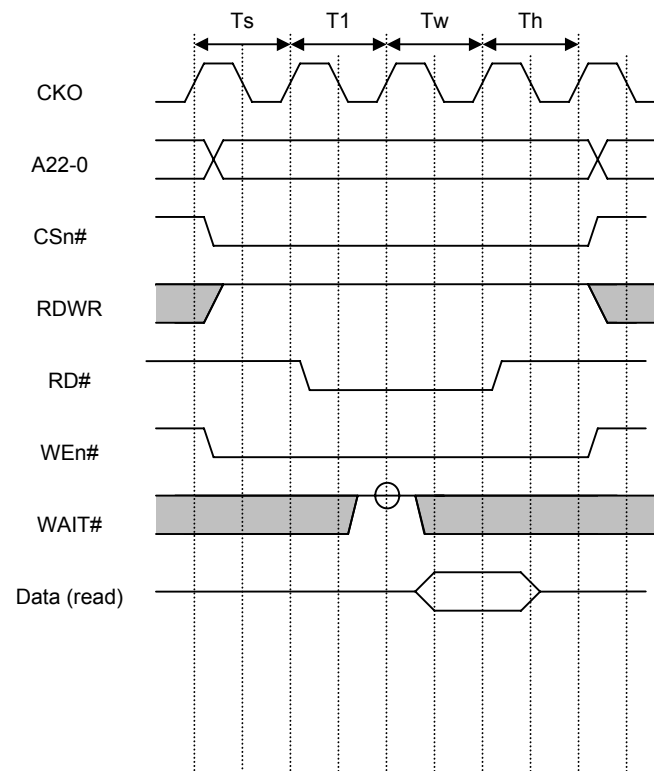 Ts T1 Tw Th
CKO
A22-0
CSn#
RDWR
RD#
WEn#
WAIT#
Data (read)